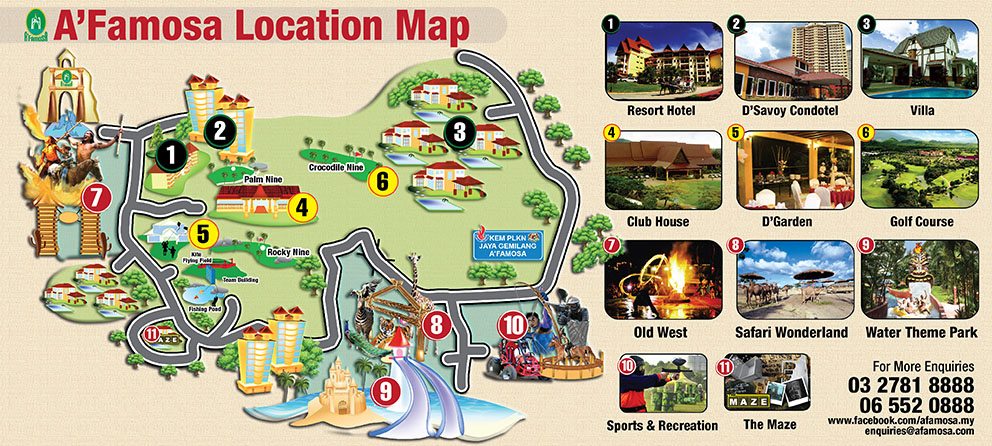 A'FAMOSA
A'Famosa Location Map
1
2
3
Palm Nine
Crocodile Nine
6
7
4
5
Kite
Flying Field
Rocky Nine
KEM PLKN
JAYA GEMILANG
A'FAMOSA
Team Building
Fishing Pond
11
MAZE
8
10
9
1
2
3
Resort Hotel
D'Savoy Condotel
Villa
4
5
6
Club House
D'Garden
Golf Course
7
8
9
Old West
Safari Wonderland
Water Theme Park
10
11
THE
MAZE
Sports & Recreation
The Maze
For More Enquiries
03 2781 8888
06 552 0888
www.facebook.com/afamosa.my
enquiries@afamosa.com